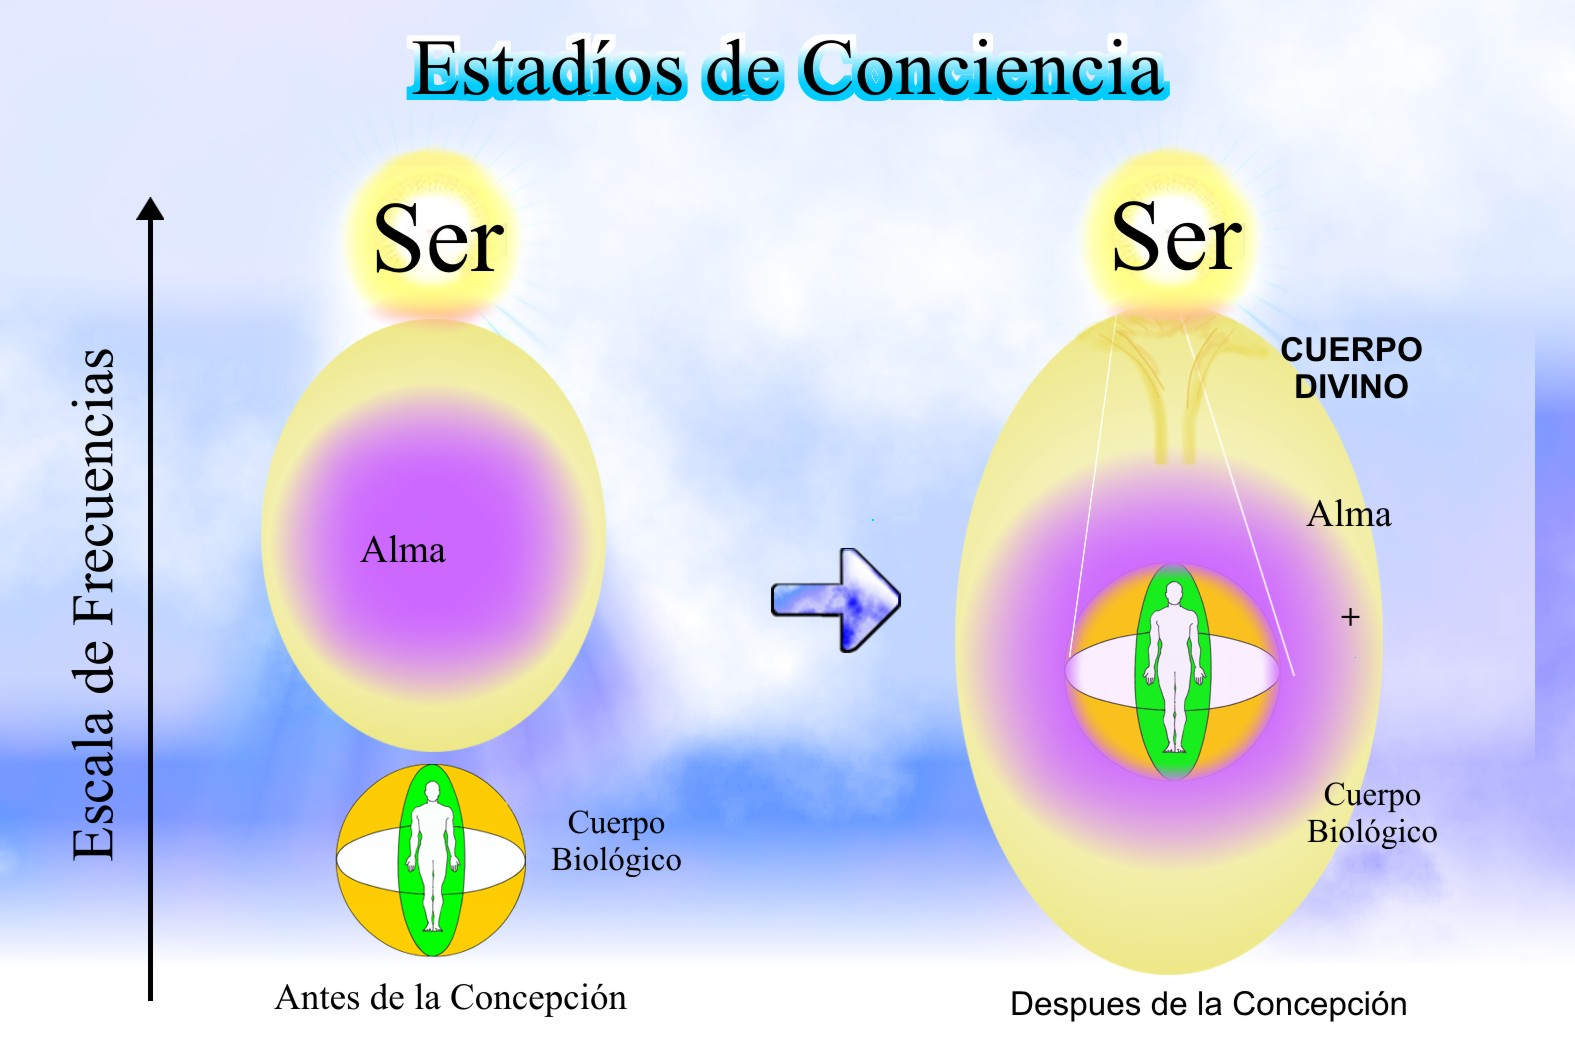 Estadíos de Conciencia
Escala de Frecuencias
Ser
Alma
Cuerpo
Biológico
Antes de la Concepción
Ser
CUERPO
DIVINO
Alma
+
Cuerpo
Biológico
Despues de la Concepción